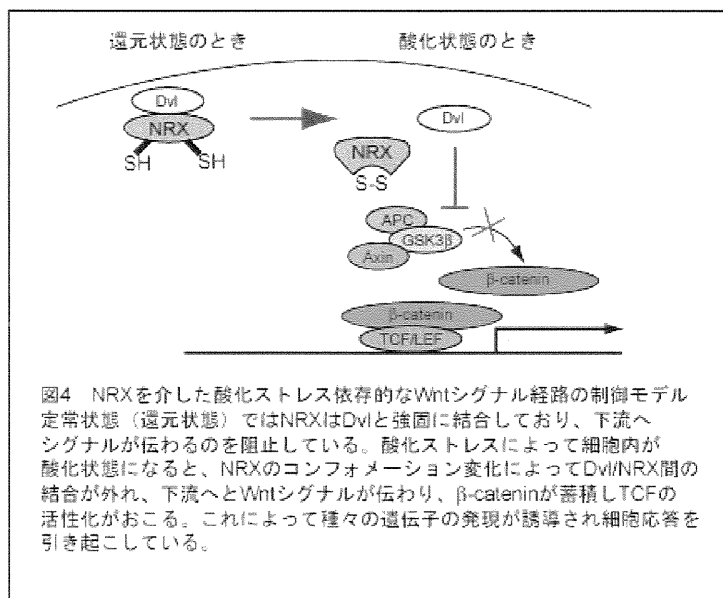 還元状態のとき
酸化状態のとき
Dvl
NRX
SH SH
Dvl
NRX
S-S
APC
GSK3β
Axin
β-catenin
β-catenin
TCF/LEF
図4 NRXを介した酸化ストレス依存的なWntシグナル経路の制御モデル
定常状態(還元状態)ではNRXはDvlと強固に結合しており、下流へ
シグナルが伝わるのを阻止している。酸化ストレスによって細胞内が
酸化状態になると、NRXのコンフォメーション変化によってDvl/NRX間の
結合が外れ、下流へとWntシグナルが伝わり、β-cateninが蓄積しTCFの
活性化がおこる。これによって種々の遺伝子の発現が誘導され細胞応答を
引き起こしている。